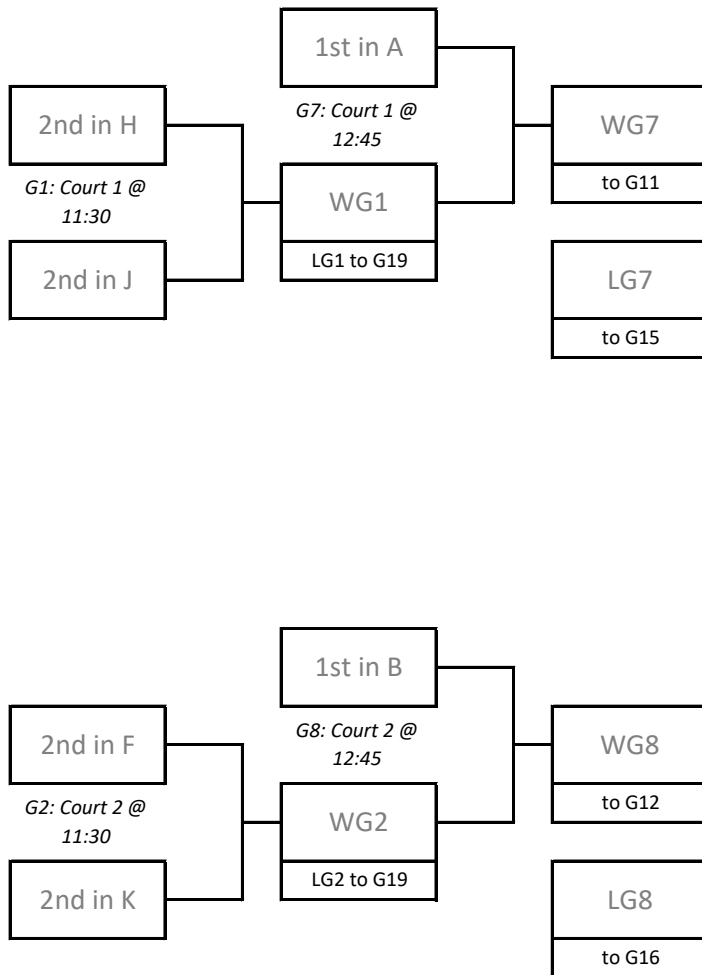 1st in A
2nd in H
G7: Court 1 @
12:45
WG7
G1: Court 1 @
11:30
WG1
to G11
2nd in J
LG1 to G19
LG7
to G15
1st in B
2nd in F
G8: Court 2 @
12:45
WG8
G2: Court 2 @
11:30
WG2
to G12
2nd in K
LG2 to G19
LG8
to G16